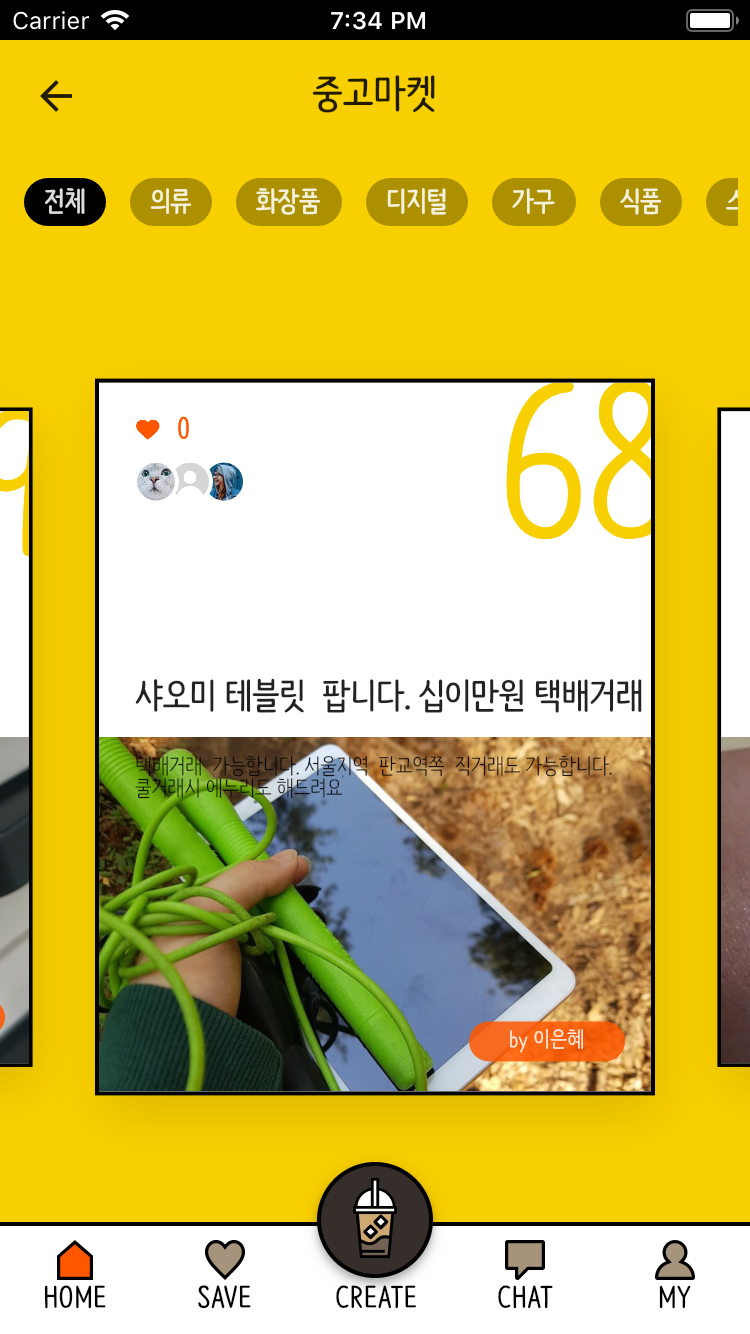 Carrier 7:34 PM
중고마켓
전체 의류 화장품 디지털 가구 식품
0
68
샤오미 테블릿 팝니다. 십이만원 택배거래
택배거래 가능합니다. 서울지역 판교역쪽 직거래도 가능합니다.
쿨거래시 에누리도 해드려요
by 이은혜
HOME SAVE CREATE CHAT MY